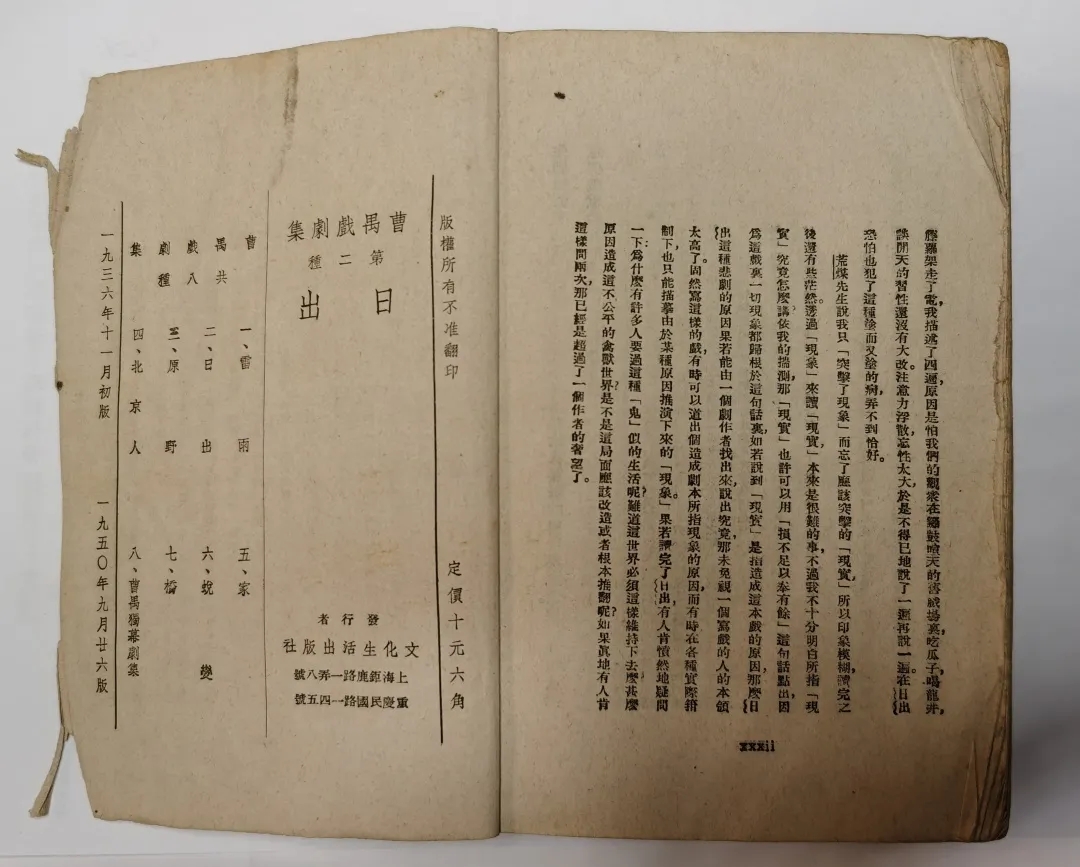 架走了電,我描述了四遍,原因是怕我們的觀衆在鑼鼓喧天的舊戲場裏,吃瓜子,喝龍井,
談閒天的習性還沒有大改。注意力浮散,忘性太大,於是不得已地說了一遍再說一遍。在日出
恐怕也犯了這種塗而又塗的病,弄不到恰好。
荒煤先生說我只「突擊了現象」而忘了應該突擊的「現實」,所以印象模糊,讀完之
後還有些茫然。透過「現象」來讀「現實」,本來是很難的事,不過我不十分明白所指「現
實」究竟怎麽講,依我的揣測,那「現實」也許可以用「損不足以奉有餘」這句話點出,因
爲這戲裏一切現象都歸根於這句話裏。如若說到「現實」是指造成這本戲的原因,那麽日
出這種悲劇的原因果若能由一個劇作者找出來,說出究竟,那未免視一個寫戲的人的本領
太高了。固然寫這樣的戲,有時可以道出個造成劇本所指現象的原因,而有時在各種實際箝
制下,也只能描摹由於某種原因推演下來的「現象」。果若讀完了日出,有人肯憤然地疑問
一下:爲什麽有許多人要過這種「鬼」似的生活呢?難道這世界必須這樣維持下去麽?甚麽
原因造成這不公平的禽獸世界?是不是這局面應該改造或者根本推翻呢?如果眞地有人肯
這樣問兩次,那已經是超過了一個作者的奢望了。
xxxii
版權所有不准翻印
定價十元六角
曹禺戲劇集
第二種
日出
發行者
文化生活出版社
上海鉅鹿路一弄八號
重慶民國路一四五號
曹禺戲劇集
共八種
一、雷雨
二、日出
三、原野
四、北京人
五、家
六、蛻變
七、橋
八、曹禺獨幕劇集
一九三六年十一月初版
一九五〇年九月廿六版